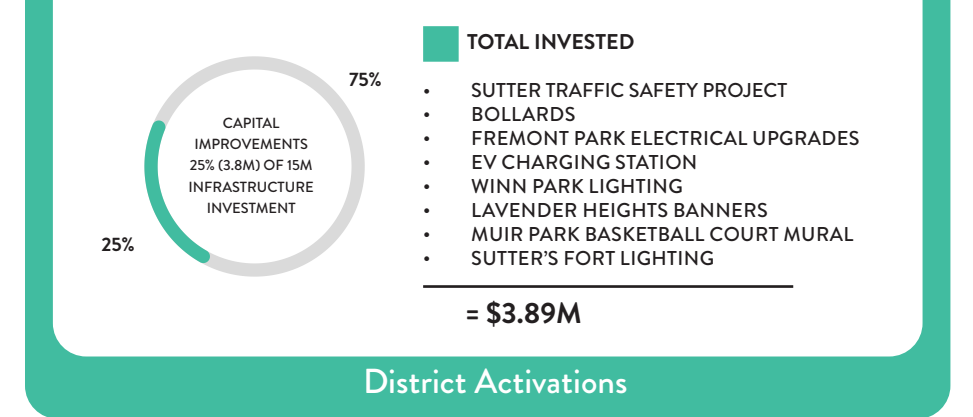 75%
CAPITAL
IMPROVEMENTS
25% (3.8M) OF 15M
INFRASTRUCTURE
INVESTMENT
25%
TOTAL INVESTED
• SUTTER TRAFFIC SAFETY PROJECT
• BOLLARDS
• FREMONT PARK ELECTRICAL UPGRADES
• EV CHARGING STATION
• WINN PARK LIGHTING
• LAVENDER HEIGHTS BANNERS
• MUIR PARK BASKETBALL COURT MURAL
• SUTTER’S FORT LIGHTING
= $3.89M
District Activations